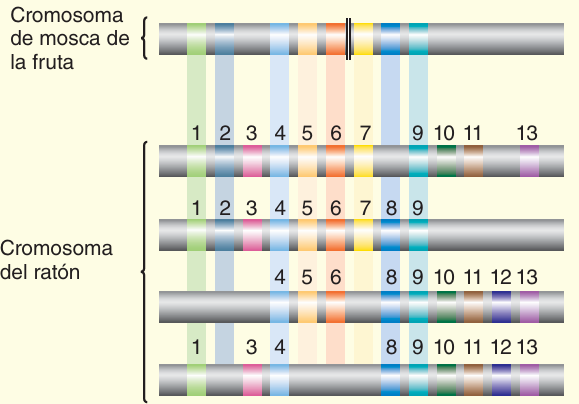 Cromosoma
de mosca de
la fruta
1 2 3 4 5 6 7 9 10 11 13
1 2 3 4 5 6 7 8 9
Cromosoma
del ratón
4 5 6 8 9 10 11 12 13
1 3 4 8 9 10 11 12 13